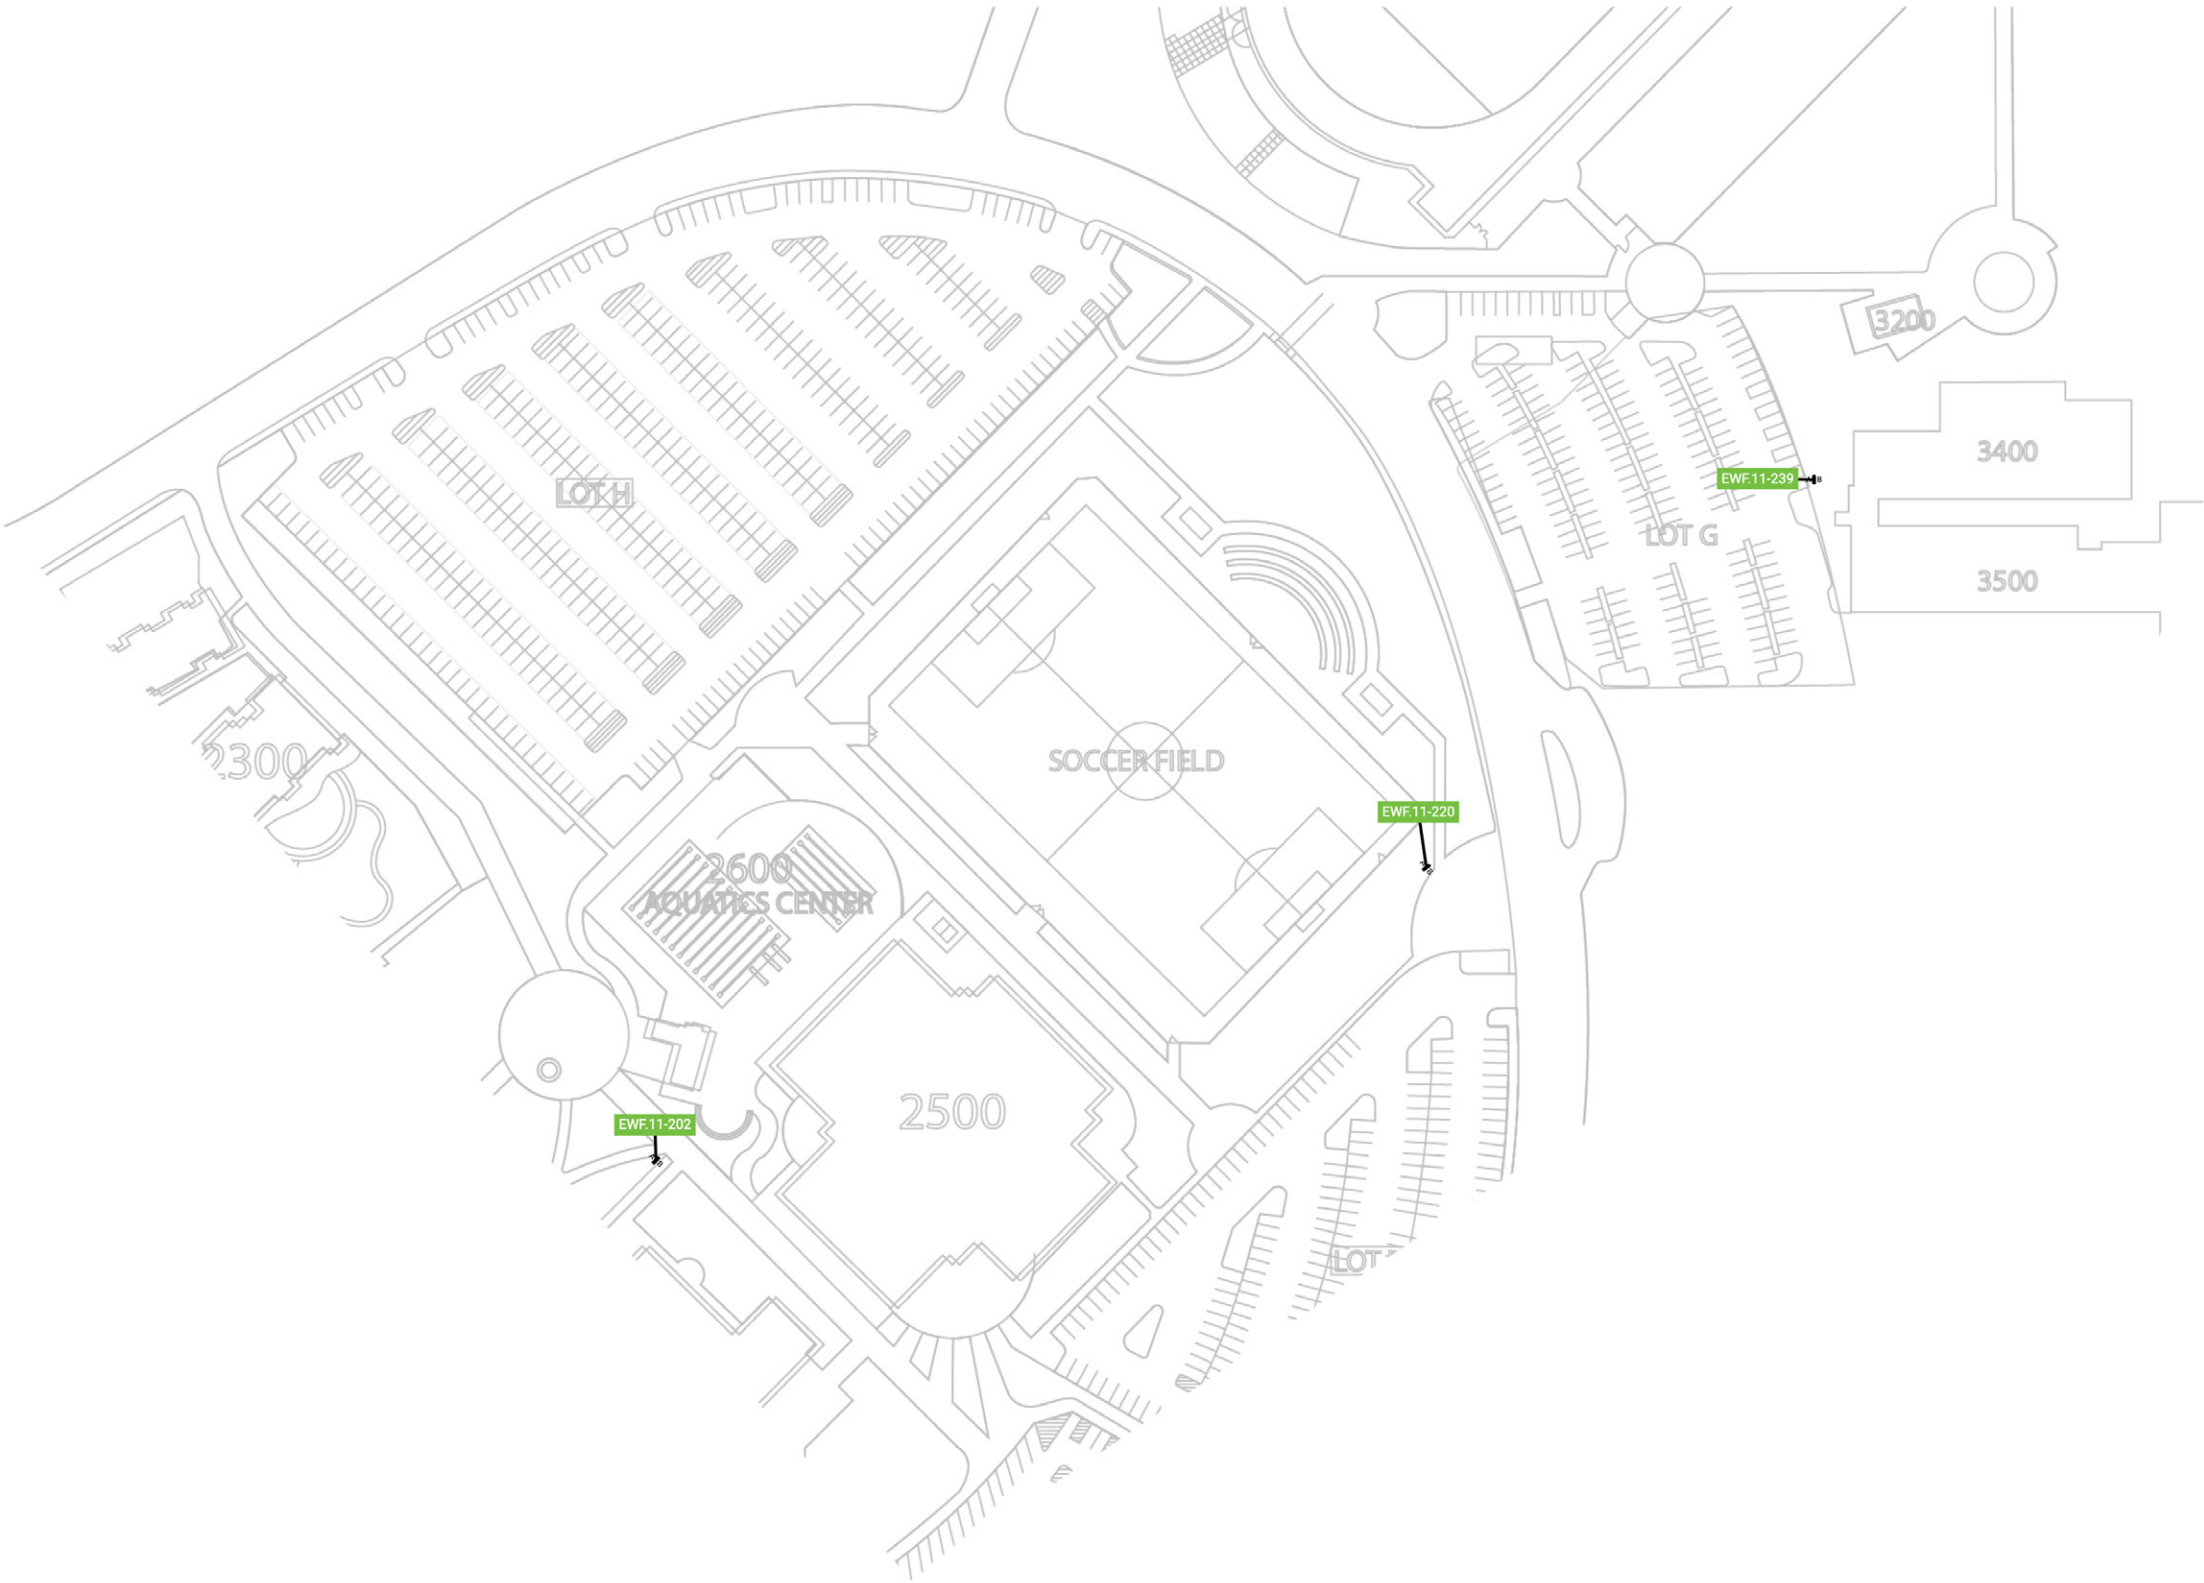 3200
3400
EWF.11-239
LOT H
LOT G
3500
2300
SOCCER FIELD
EWF.11-220
2600
AQUATICS CENTER
2500
EWF.11-202
LOT